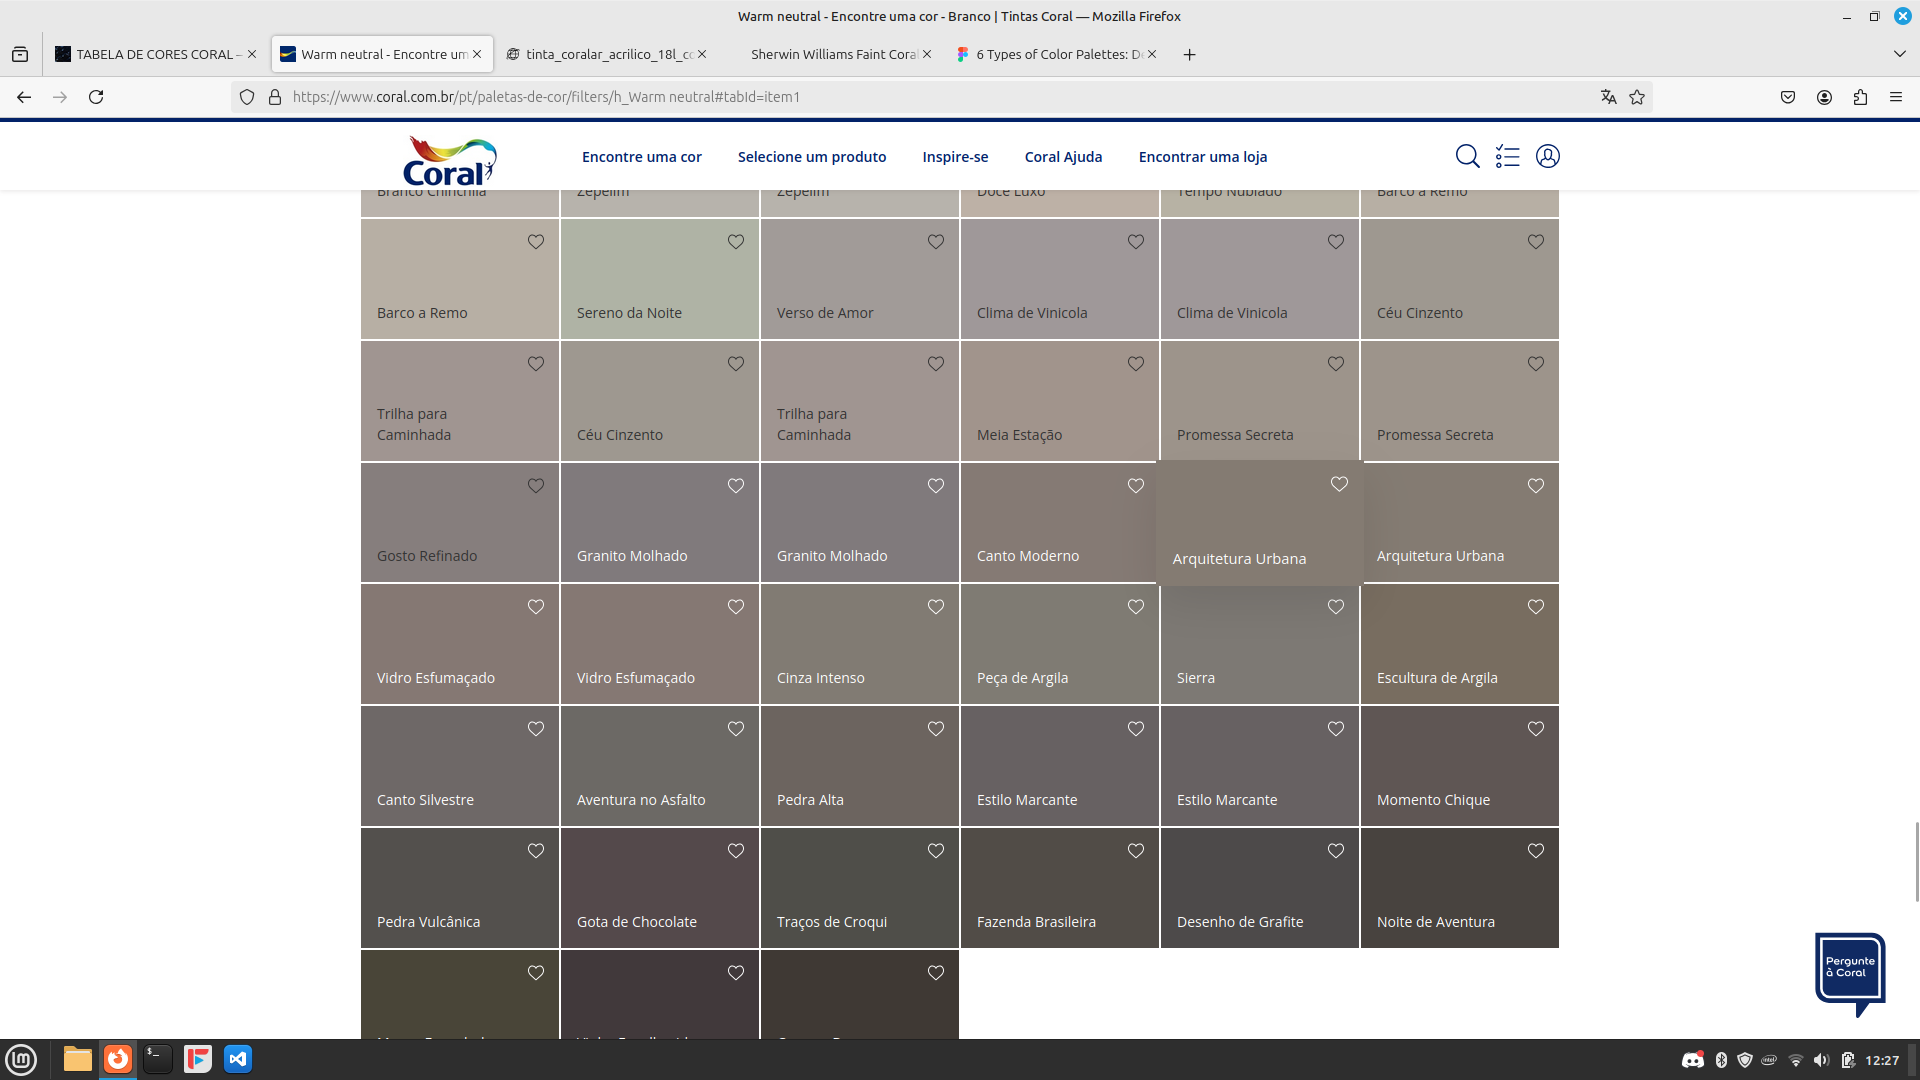 Warm neutral - Encontre uma cor - Branco | Tintas Coral — Mozilla Firefox
TABELA DE CORES CORAL –
Warm neutral - Encontre um
tinta_coralar_acrilico_18l_cc
Sherwin Williams Faint Coral
6 Types of Color Palettes: De
https://www.coral.com.br/pt/paletas-de-cor/filters/h_Warm neutral#tabId=item1
Coral
Encontre uma cor
Selecione um produto
Inspire-se
Coral Ajuda
Encontrar uma loja
Branco Chinchila
Zepelim
Zepelim
Doce Luxo
Tempo Nublado
Barco a Remo
Barco a Remo
Sereno da Noite
Verso de Amor
Clima de Vinicola
Clima de Vinicola
Céu Cinzento
Trilha para
Caminhada
Céu Cinzento
Trilha para
Caminhada
Meia Estação
Promessa Secreta
Promessa Secreta
Gosto Refinado
Granito Molhado
Granito Molhado
Canto Moderno
Arquitetura Urbana
Arquitetura Urbana
Vidro Esfumaçado
Vidro Esfumaçado
Cinza Intenso
Peça de Argila
Sierra
Escultura de Argila
Canto Silvestre
Aventura no Asfalto
Pedra Alta
Estilo Marcante
Estilo Marcante
Momento Chique
Pedra Vulcânica
Gota de Chocolate
Traços de Croqui
Fazenda Brasileira
Desenho de Grafite
Noite de Aventura
Pergunte
à Coral
12:27